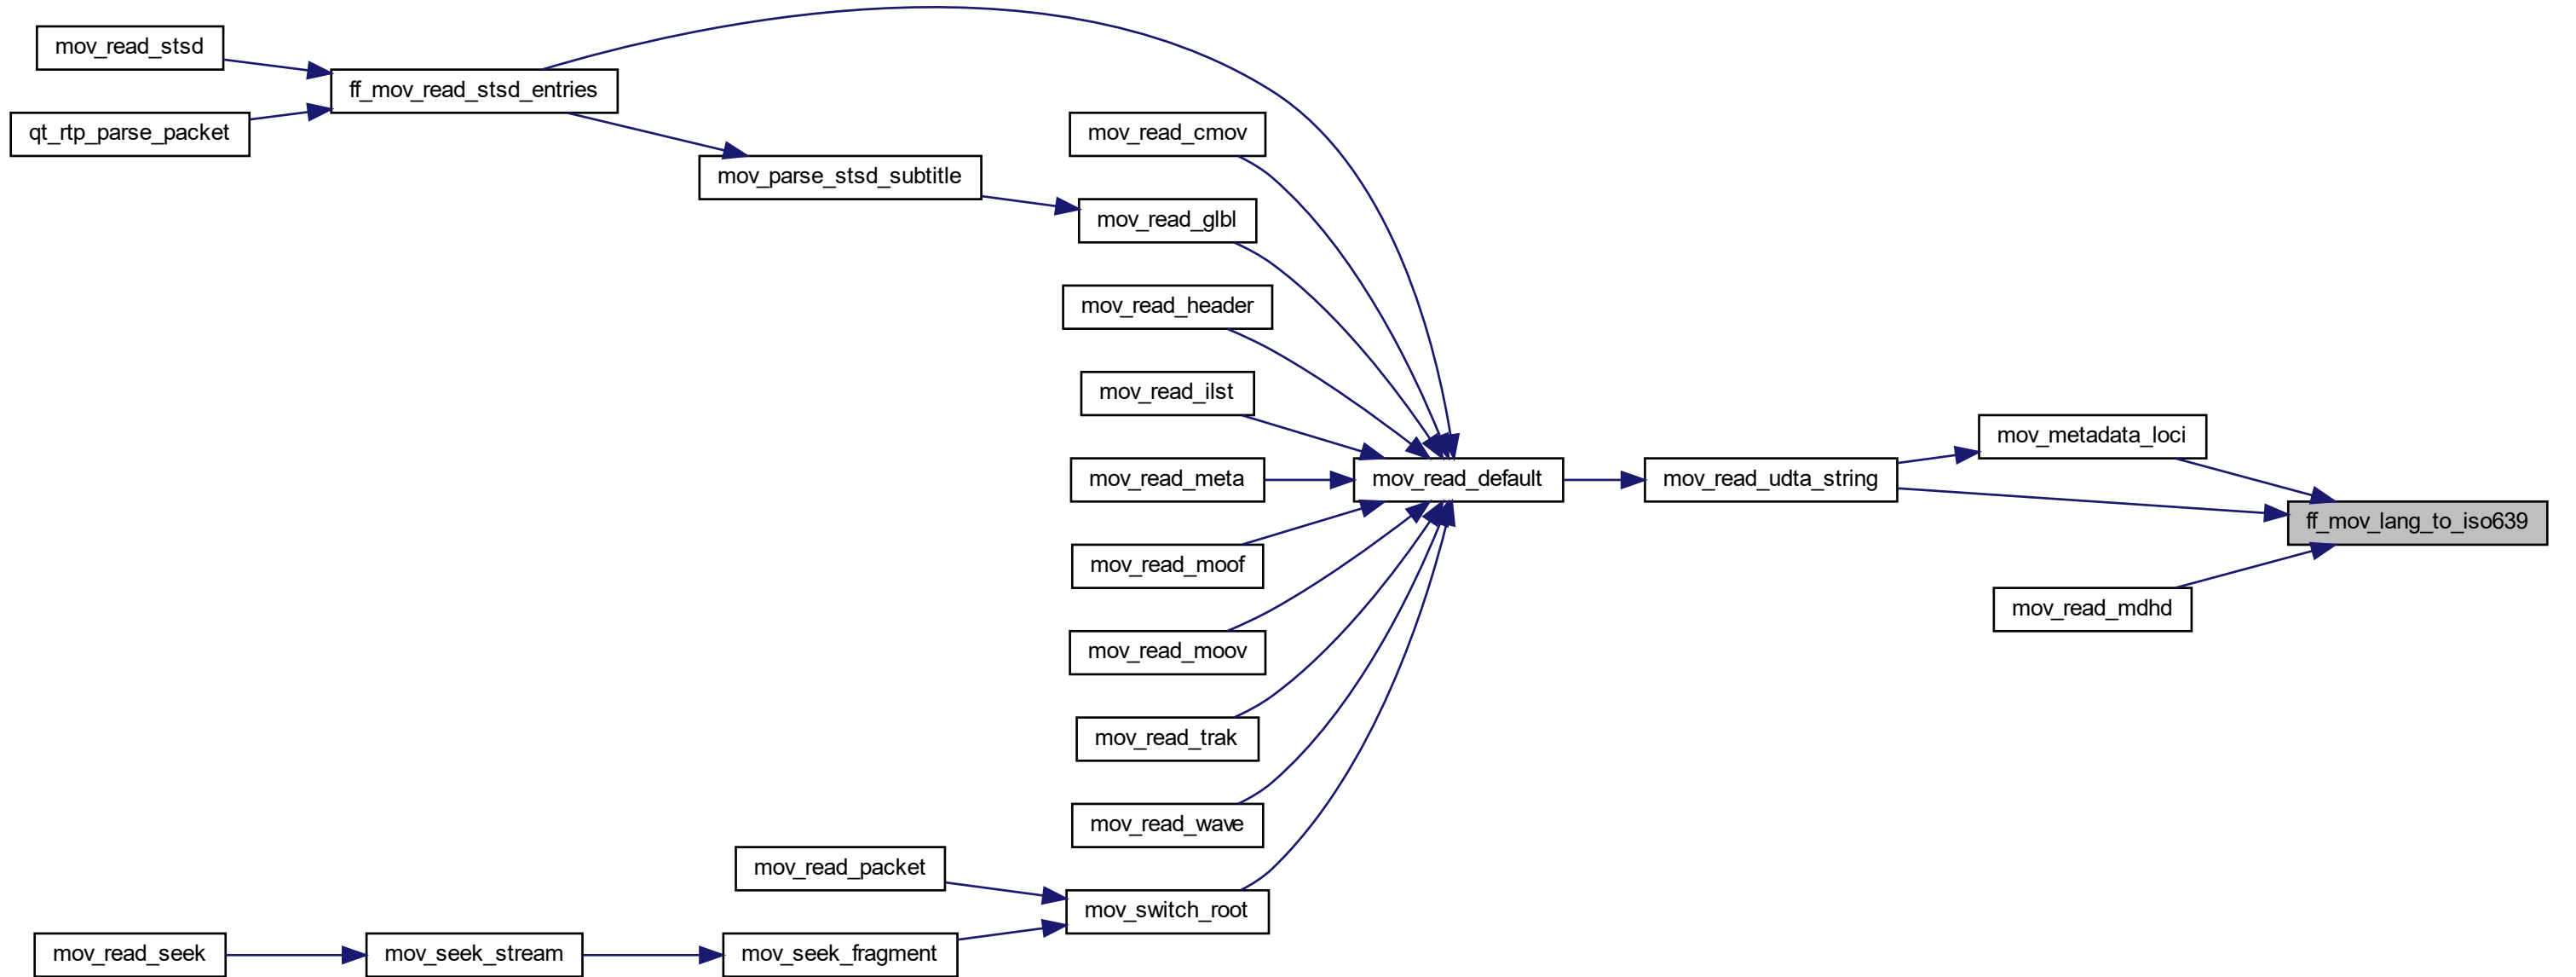 mov_read_stsd
ff_mov_read_stsd_entries
qt_rtp_parse_packet
mov_read_cmov
mov_parse_stsd_subtitle
mov_read_glbl
mov_read_header
mov_read_ilst
mov_metadata_loci
mov_read_meta
mov_read_default
mov_read_udta_string
ff_mov_lang_to_iso639
mov_read_moof
mov_read_mdhd
mov_read_moov
mov_read_trak
mov_read_wave
mov_read_packet
mov_switch_root
mov_read_seek
mov_seek_stream
mov_seek_fragment